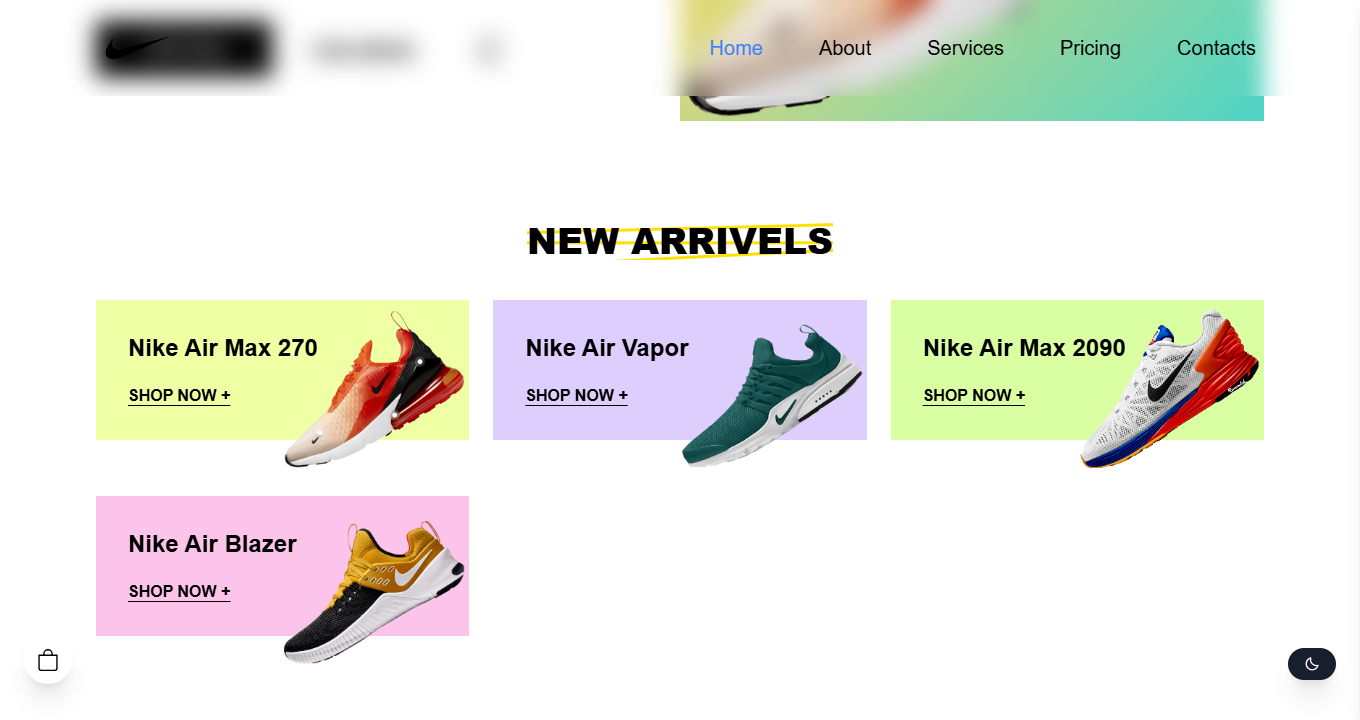 Home About Services Pricing Contacts
NEW ARRIVELS
Nike Air Max 270
SHOP NOW +
Nike Air Vapor
SHOP NOW +
Nike Air Max 2090
SHOP NOW +
Nike Air Blazer
SHOP NOW +